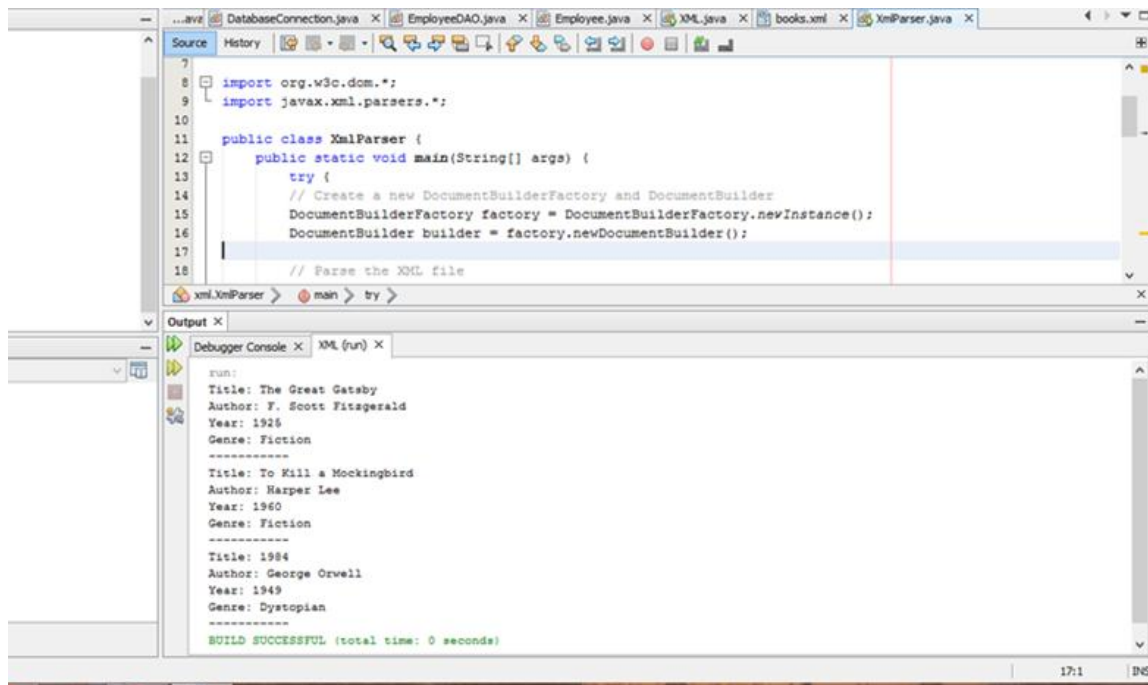 ...ava DatabaseConnection.java × EmployeeDAO.java × Employee.java × XML.java × books.xml × XmlParser.java ×
Source History
7
8 import org.w3c.dom.*;
9 import javax.xml.parsers.*;
10
11 public class XmlParser {
12 public static void main(String[] args) {
13 try {
14 // Create a new DocumentBuilderFactory and DocumentBuilder
15 DocumentBuilderFactory factory = DocumentBuilderFactory.newInstance();
16 DocumentBuilder builder = factory.newDocumentBuilder();
17
18 // Parse the XML file
xml.XmlParser > main > try >
Output ×
Debugger Console × XML (run) ×
run:
Title: The Great Gatsby
Author: F. Scott Fitzgerald
Year: 1925
Genre: Fiction
-----------
Title: To Kill a Mockingbird
Author: Harper Lee
Year: 1960
Genre: Fiction
-----------
Title: 1984
Author: George Orwell
Year: 1949
Genre: Dystopian
-----------
BUILD SUCCESSFUL (total time: 0 seconds)
17:1 INS